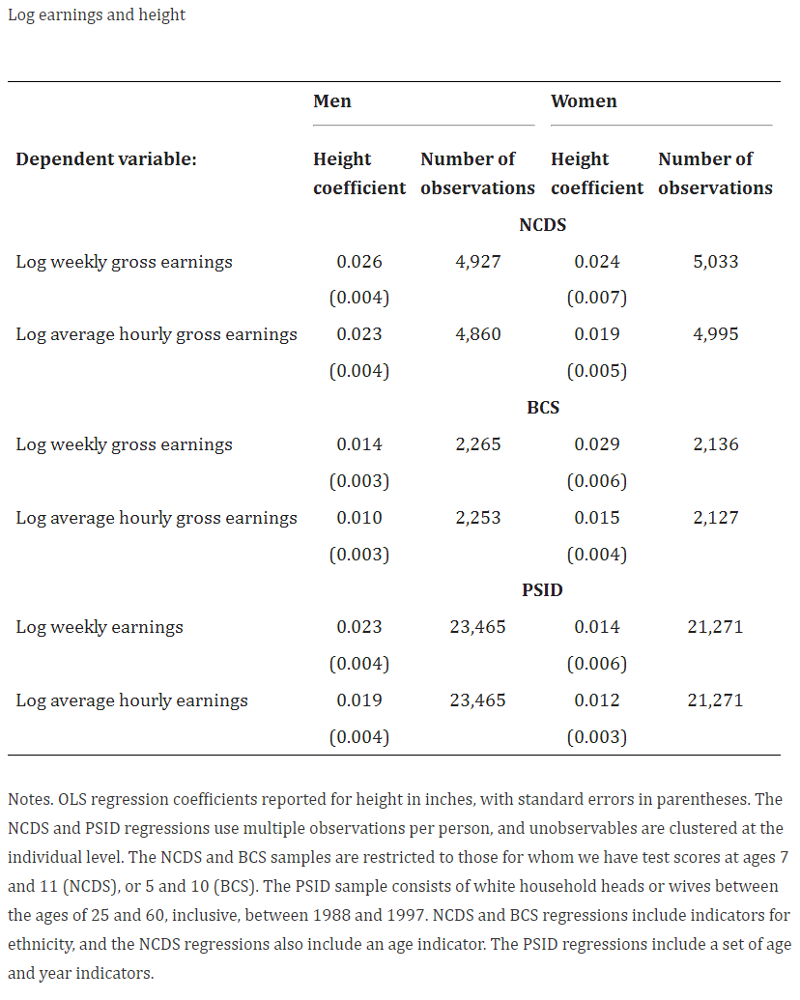 Log earnings and height
Men Women
Dependent variable: Height Number of Height Number of
coefficient observations coefficient observations
NCDS
Log weekly gross earnings 0.026 4,927 0.024 5,033
(0.004) (0.007)
Log average hourly gross earnings 0.023 4,860 0.019 4,995
(0.004) (0.005)
BCS
Log weekly gross earnings 0.014 2,265 0.029 2,136
(0.003) (0.006)
Log average hourly gross earnings 0.010 2,253 0.015 2,127
(0.003) (0.004)
PSID
Log weekly earnings 0.023 23,465 0.014 21,271
(0.004) (0.006)
Log average hourly earnings 0.019 23,465 0.012 21,271
(0.004) (0.003)
Notes. OLS regression coefficients reported for height in inches, with standard errors in parentheses. The
NCDS and PSID regressions use multiple observations per person, and unobservables are clustered at the
individual level. The NCDS and BCS samples are restricted to those for whom we have test scores at ages 7
and 11 (NCDS), or 5 and 10 (BCS). The PSID sample consists of white household heads or wives between
the ages of 25 and 60, inclusive, between 1988 and 1997. NCDS and BCS regressions include indicators for
ethnicity, and the NCDS regressions also include an age indicator. The PSID regressions include a set of age
and year indicators.